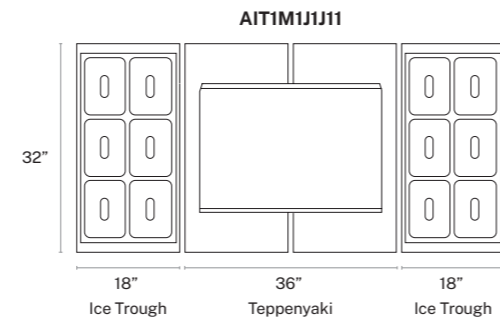 AIT1M1J1J11
32”
18” 36” 18”
Ice Trough Teppenyaki Ice Trough